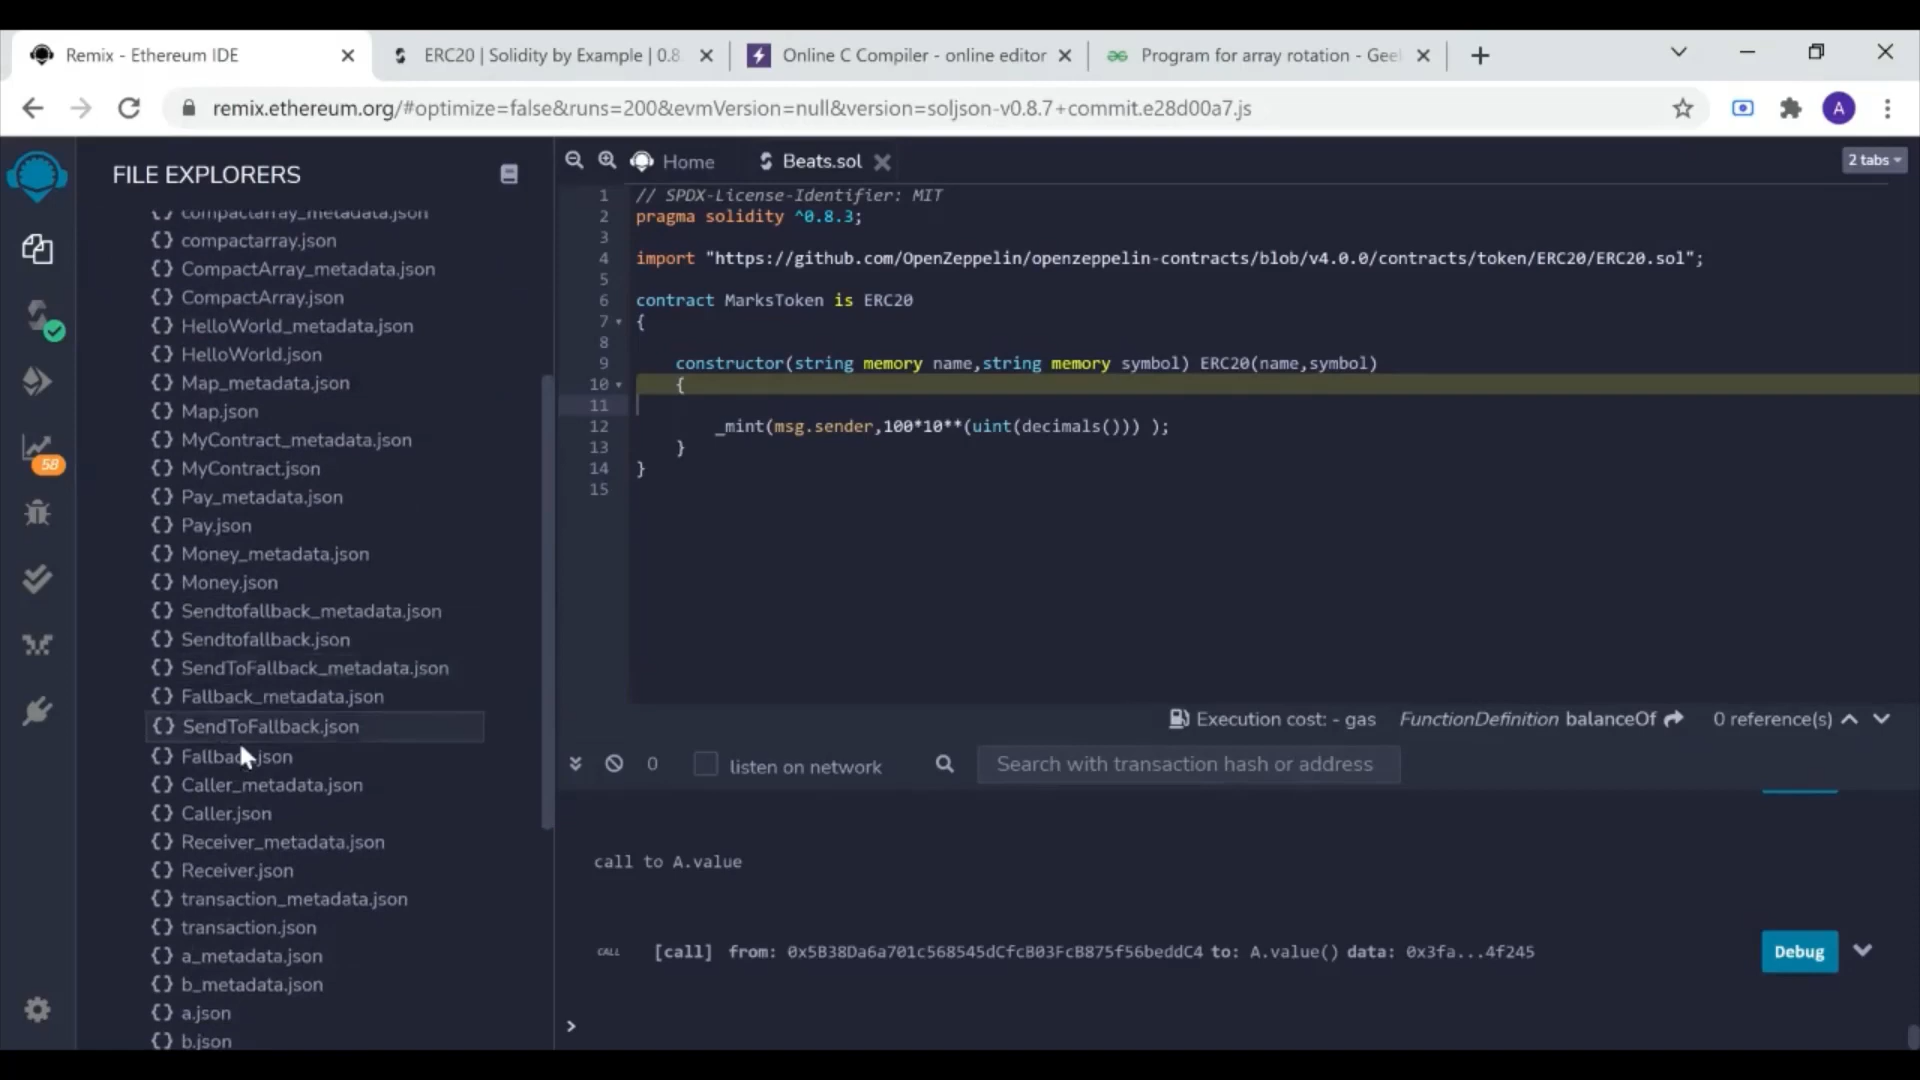 Remix - Ethereum IDE
ERC20 | Solidity by Example | 0.8
Online C Compiler - online editor
Program for array rotation - Geel
remix.ethereum.org/#optimize=false&runs=200&evmVersion=null&version=soljson-v0.8.7+commit.e28d00a7.js
A
FILE EXPLORERS
Home
Beats.sol
2 tabs
compactarray_metadata.json
compactarray.json
CompactArray_metadata.json
CompactArray.json
HelloWorld_metadata.json
HelloWorld.json
Map_metadata.json
Map.json
MyContract_metadata.json
MyContract.json
Pay_metadata.json
Pay.json
Money_metadata.json
Money.json
Sendtofallback_metadata.json
Sendtofallback.json
SendToFallback_metadata.json
Fallback_metadata.json
SendToFallback.json
Fallback.json
Caller_metadata.json
Caller.json
Receiver_metadata.json
Receiver.json
transaction_metadata.json
transaction.json
a_metadata.json
b_metadata.json
a.json
b.json
58
1 // SPDX-License-Identifier: MIT
2 pragma solidity ^0.8.3;
3
4 import "https://github.com/OpenZeppelin/openzeppelin-contracts/blob/v4.0.0/contracts/token/ERC20/ERC20.sol";
5
6 contract MarksToken is ERC20
7 {
8
9 constructor(string memory name,string memory symbol) ERC20(name,symbol)
10 {
11
12 _mint(msg.sender,100*10**(uint(decimals())) );
13 }
14 }
15
Execution cost: - gas FunctionDefinition balanceOf 0 reference(s)
0 listen on network Search with transaction hash or address
call to A.value
CALL [call] from: 0x5B38Da6a701c568545dCfcB03FcB875f56beddC4 to: A.value() data: 0x3fa...4f245
Debug
>